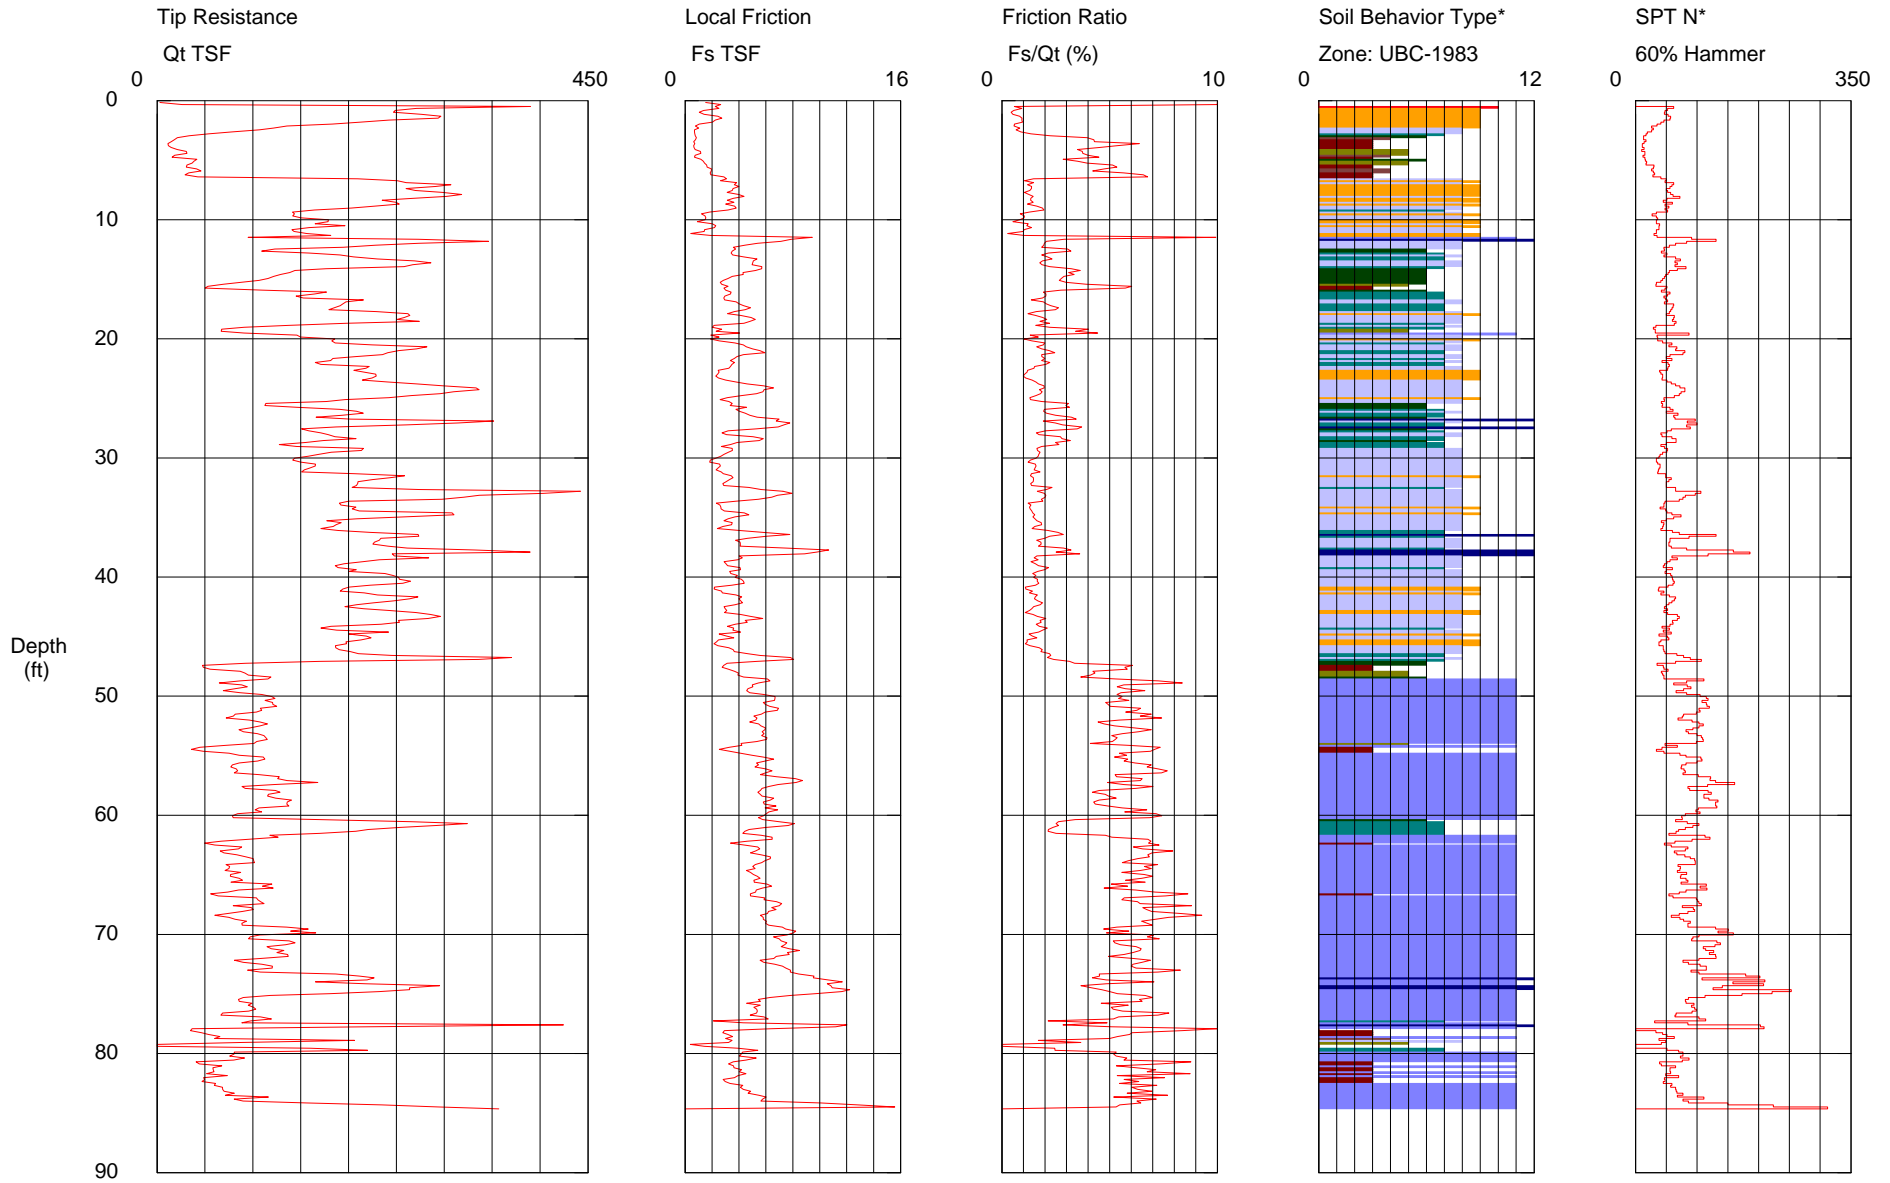 Tip Resistance Local Friction Friction Ratio Soil Behavior Type* SPT N*
Qt TSF Fs TSF Fs/Qt (%) Zone: UBC-1983 60% Hammer
0 450 0 16 0 10 0 12 0 350
0
10
20
30
40
Depth
(ft)
50
60
70
80
90